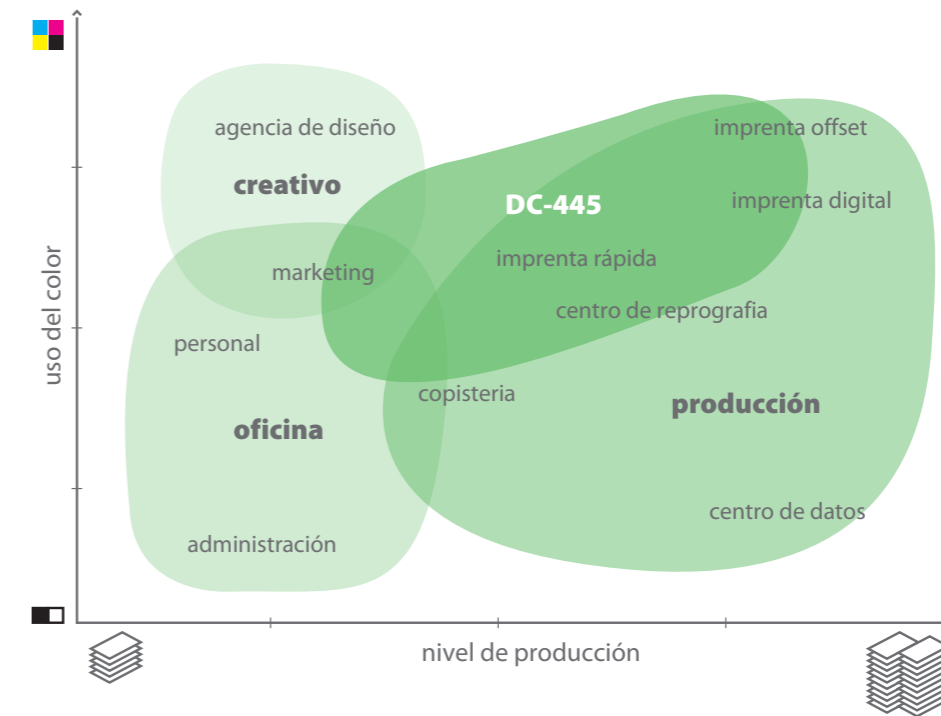 agencia de diseño
imprenta offset
creativo
DC-445
imprenta digital
marketing
imprenta rápida
centro de reprografia
uso del color
personal
copisteria
producción
oficina
centro de datos
administración
nivel de producción